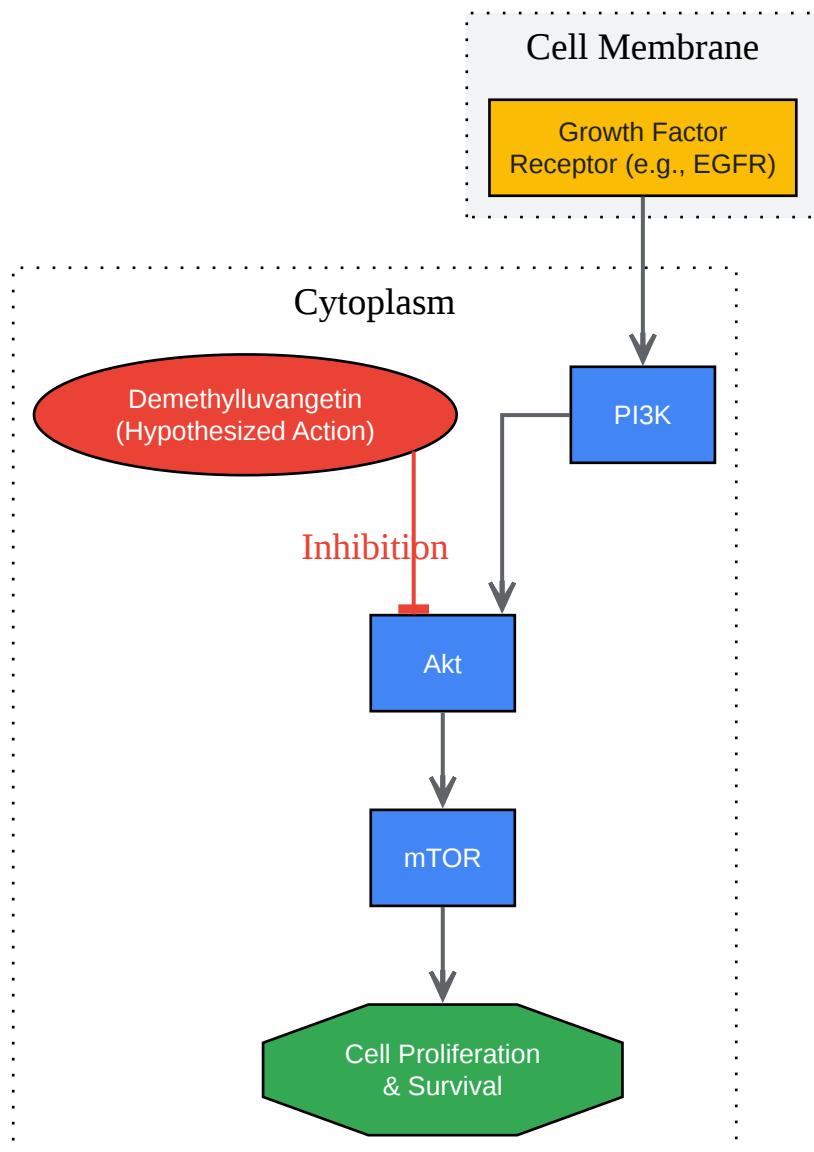 Cell Membrane
Growth Factor
Receptor (e.g., EGFR)
Cytoplasm
Demethylluvangetin
(Hypothesized Action)
PI3K
Inhibition
Akt
mTOR
Cell Proliferation
& Survival